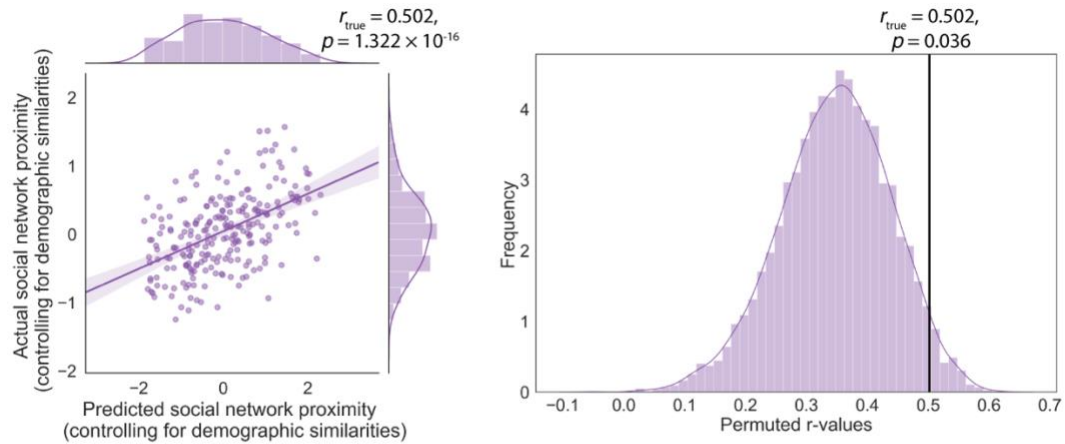 r_true = 0.502,
p = 1.322 × 10^-16
Actual social network proximity
(controlling for demographic similarities)
2
1
0
−1
−2
−2 0 2
Predicted social network proximity
(controlling for demographic similarities)
r_true = 0.502,
p = 0.036
Frequency
4
3
2
1
0
−0.1 0.0 0.1 0.2 0.3 0.4 0.5 0.6 0.7
Permuted r-values